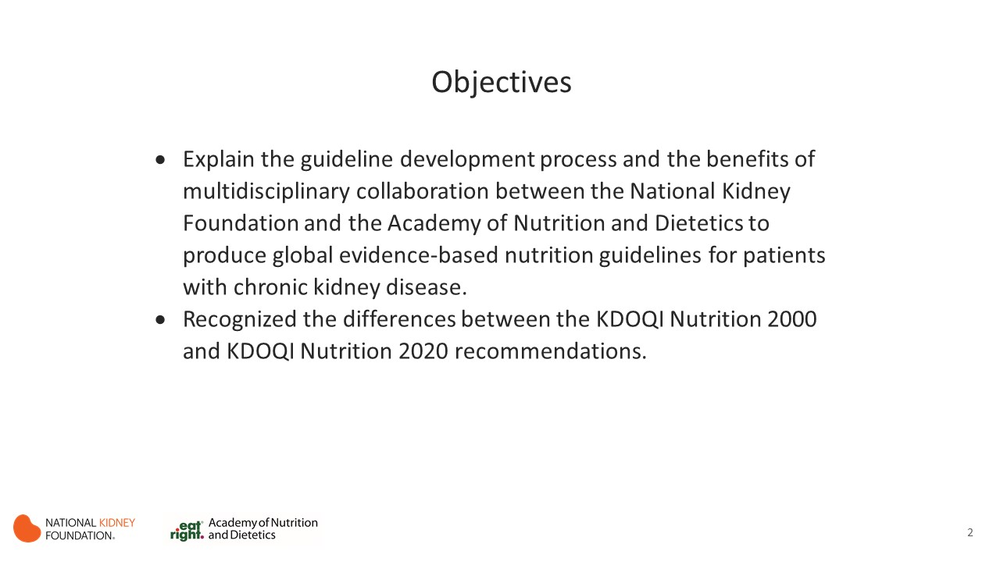 Objectives
• Explain the guideline development process and the benefits of
multidisciplinary collaboration between the National Kidney
Foundation and the Academy of Nutrition and Dietetics to
produce global evidence-based nutrition guidelines for patients
with chronic kidney disease.
• Recognized the differences between the KDOQI Nutrition 2000
and KDOQI Nutrition 2020 recommendations.
NATIONAL KIDNEY
FOUNDATION®
eat®
right.
Academy of Nutrition
and Dietetics
2